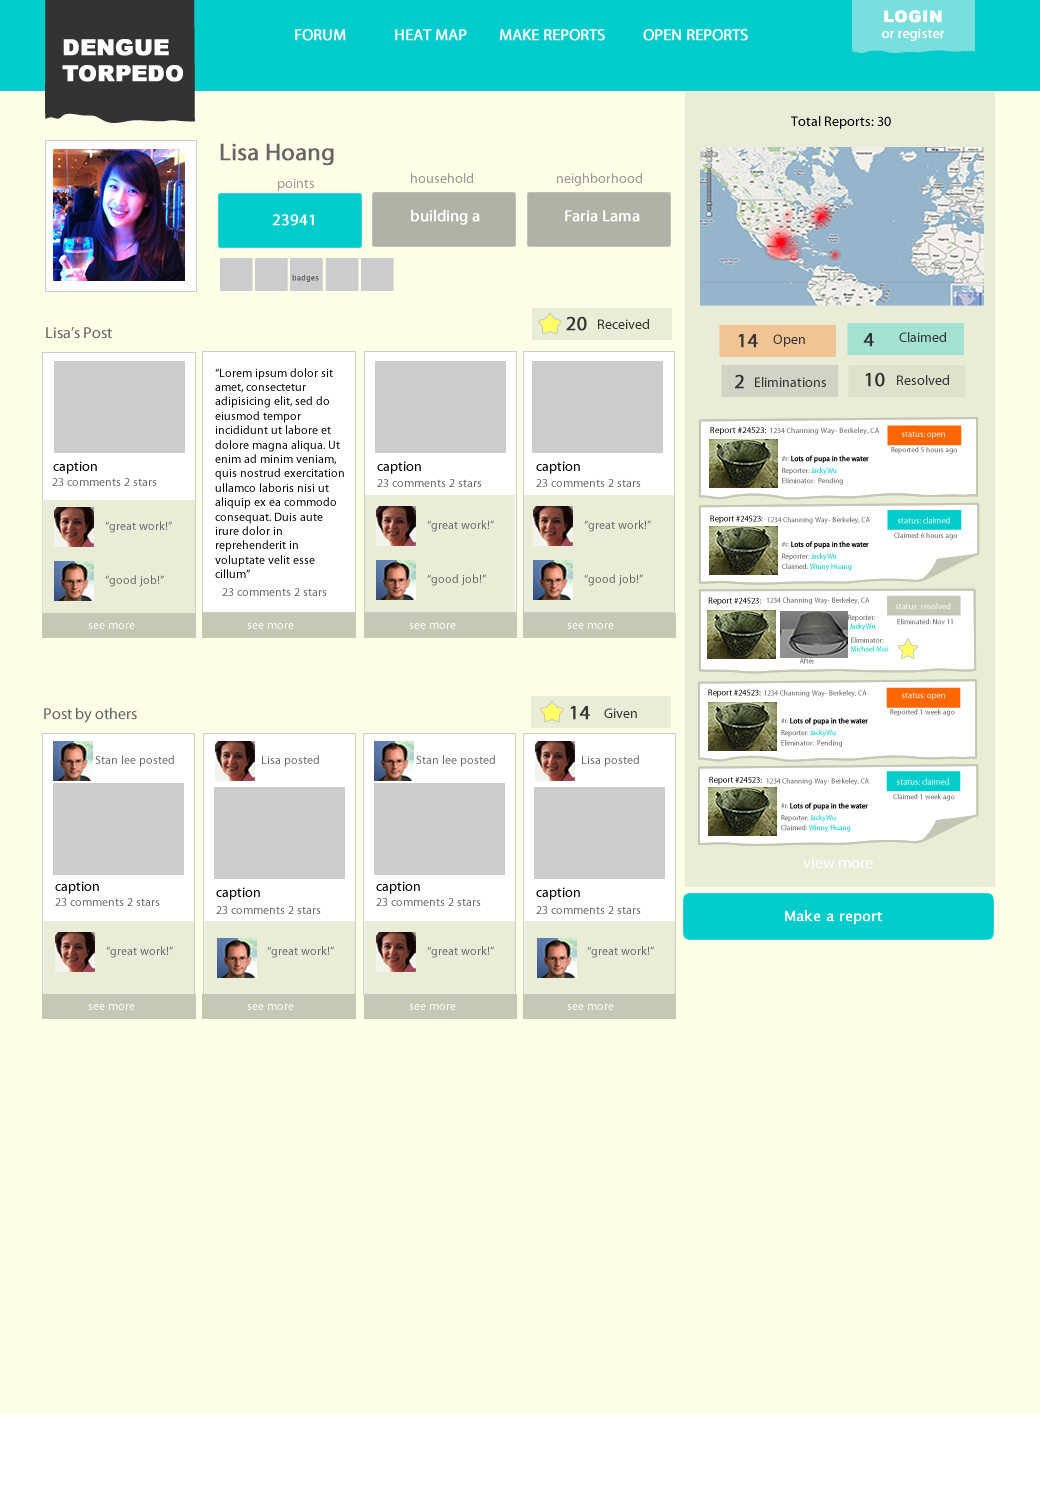 DENGUE
TORPEDO
FORUM
HEAT MAP
MAKE REPORTS
OPEN REPORTS
LOGIN
or register
Lisa Hoang
points
household
neighborhood
23941
building a
Faria Lama
badges
Lisa's Post
20 Received
caption
23 comments 2 stars
“great work!”
“good job!”
see more
“Lorem ipsum dolor sit
amet, consectetur
adipisicing elit, sed do
eiusmod tempor
incididunt ut labore et
dolore magna aliqua. Ut
enim ad minim veniam,
quis nostrud exercitation
ullamco laboris nisi ut
aliquip ex ea commodo
consequat. Duis aute
irure dolor in
reprehenderit in
voluptate velit esse
cillum”
23 comments 2 stars
see more
caption
23 comments 2 stars
“great work!”
“good job!”
see more
caption
23 comments 2 stars
“great work!”
“good job!”
see more
Post by others
14 Given
Stan lee posted
caption
23 comments 2 stars
“great work!”
see more
Lisa posted
caption
23 comments 2 stars
“great work!”
see more
Stan lee posted
caption
23 comments 2 stars
“great work!”
see more
Lisa posted
caption
23 comments 2 stars
“great work!”
see more
Total Reports: 30
14 Open
4 Claimed
2 Eliminations
10 Resolved
Report #24523: 1234 Channing Way- Berkeley, CA
status: open
Reported 5 hours ago
#r: Lots of pupa in the water
Reporter: JackyWu
Eliminator: Pending
Report #24523: 1234 Channing Way- Berkeley, CA
status: claimed
Claimed 6 hours ago
#r: Lots of pupa in the water
Reporter: JackyWu
Claimed: Winny Huang
Report #24523: 1234 Channing Way- Berkeley, CA
status: resolved
Eliminated: Nov 11
Reporter:
JackyWu
Eliminator:
Michael Mui
After
Report #24523: 1234 Channing Way- Berkeley, CA
status: open
Reported 1 week ago
#r: Lots of pupa in the water
Reporter: JackyWu
Eliminator: Pending
Report #24523: 1234 Channing Way- Berkeley, CA
status: claimed
Claimed 1 week ago
#r: Lots of pupa in the water
Reporter: JackyWu
Claimed: Winny Huang
view more
Make a report